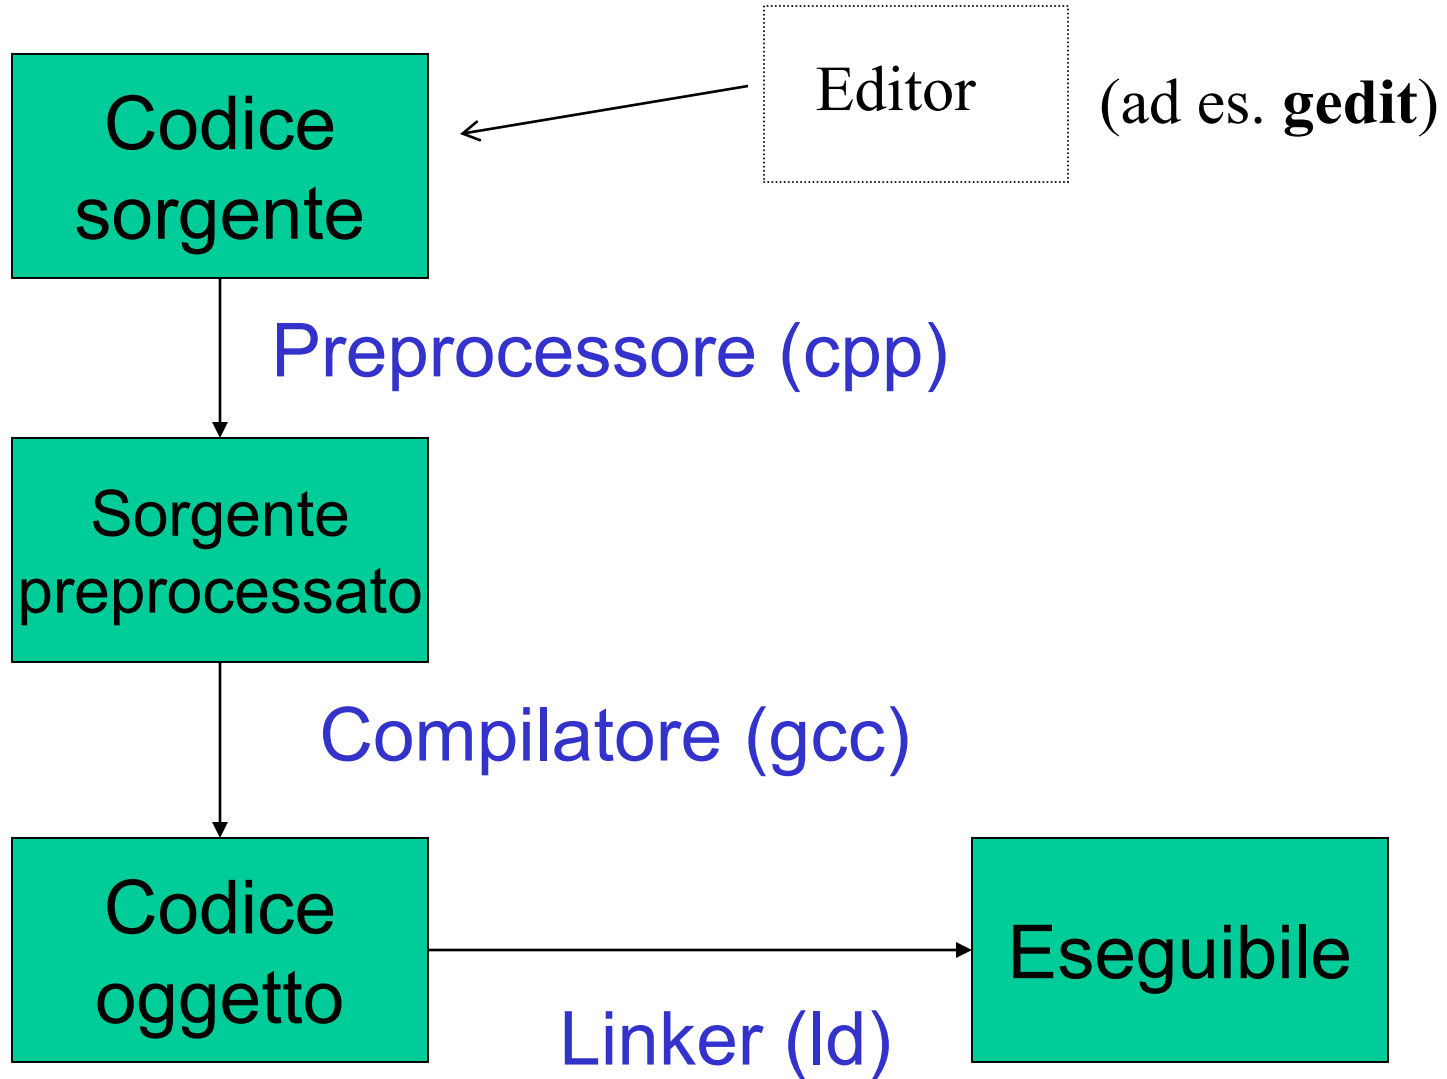 Codice
sorgente
Editor
(ad es. gedit)
Preprocessore (cpp)
Sorgente
preprocessato
Compilatore (gcc)
Codice
oggetto
Eseguibile
Linker (ld)